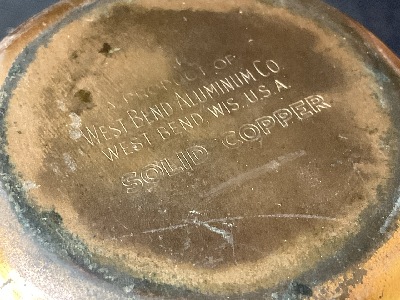 A PRODUCT OF
WEST BEND ALUMINUM CO.
WEST BEND, WIS. U.S.A.
SOLID COPPER